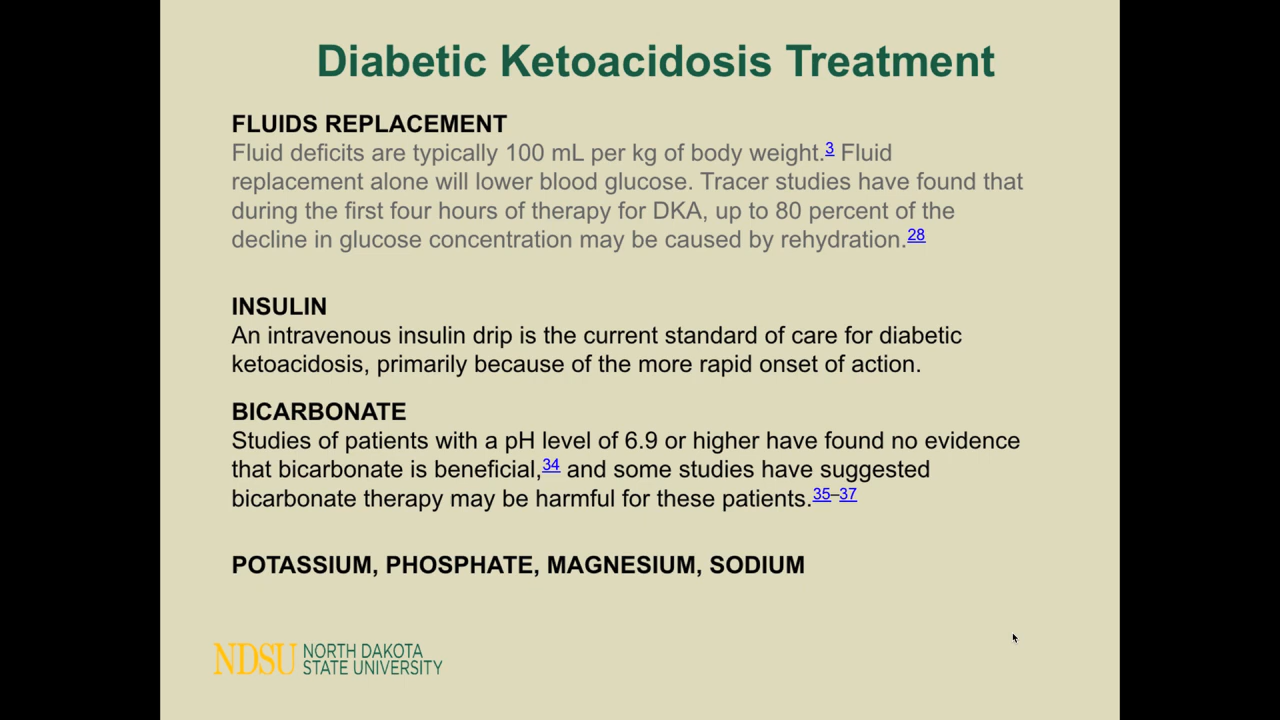 Diabetic Ketoacidosis Treatment
FLUIDS REPLACEMENT
Fluid deficits are typically 100 mL per kg of body weight.3 Fluid
replacement alone will lower blood glucose. Tracer studies have found that
during the first four hours of therapy for DKA, up to 80 percent of the
decline in glucose concentration may be caused by rehydration.28
INSULIN
An intravenous insulin drip is the current standard of care for diabetic
ketoacidosis, primarily because of the more rapid onset of action.
BICARBONATE
Studies of patients with a pH level of 6.9 or higher have found no evidence
that bicarbonate is beneficial,34 and some studies have suggested
bicarbonate therapy may be harmful for these patients.35–37
POTASSIUM, PHOSPHATE, MAGNESIUM, SODIUM
NDSU NORTH DAKOTA
STATE UNIVERSITY